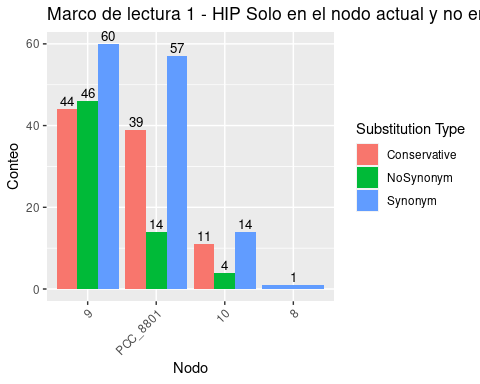 Marco de lectura 1 - HIP Solo en el nodo actual y no
60
57
44
46
39
14
11
4
14
1
60
40
20
0
Conteo
9
PCC_8801
10
8
Nodo
Substitution Type
Conservative
NoSynonym
Synonym